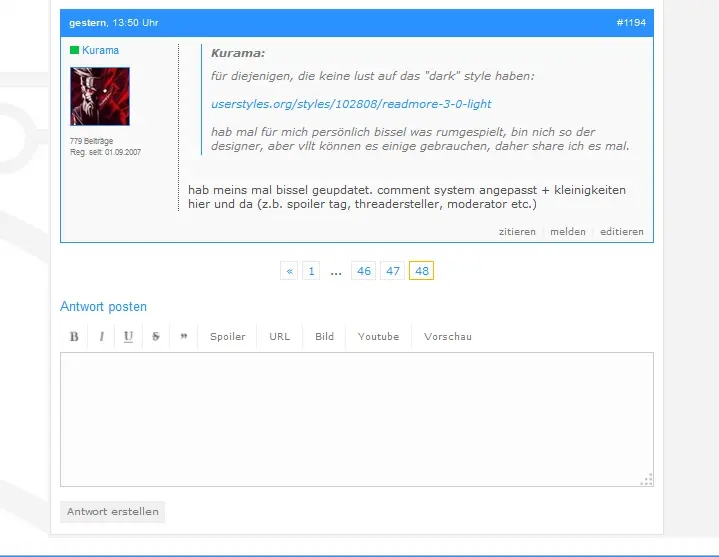 gestern, 13:50 Uhr #1194
Kurama
779 Beiträge
Reg. seit: 01.09.2007
Kurama:
für diejenigen, die keine lust auf das "dark" style haben:
userstyles.org/styles/102808/readmore-3-0-light
hab mal für mich persönlich bissel was rumgespielt, bin nich so der
designer, aber vllt können es einige gebrauchen, daher share ich es mal.
hab meins mal bissel geupdatet. comment system angepasst + kleinigkeiten
hier und da (z.b. spoiler tag, threadersteller, moderator etc.)
zitieren | melden | editieren
« 1 ... 46 47 48
Antwort posten
B I U S ❞ Spoiler URL Bild Youtube Vorschau
Antwort erstellen